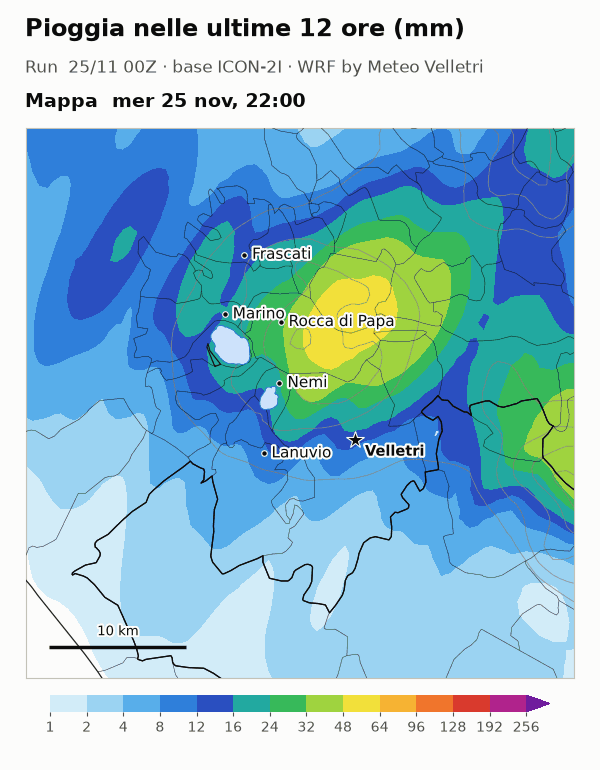 Pioggia nelle ultime 12 ore (mm)
Run 25/11 00Z · base ICON-2I · WRF by Meteo Velletri
Mappa mer 25 nov, 22:00
Frascati
Marino
Rocca di Papa
Nemi
Velletri
Lanuvio
10 km
1 2 4 8 12 16 24 32 48 64 96 128 192 256